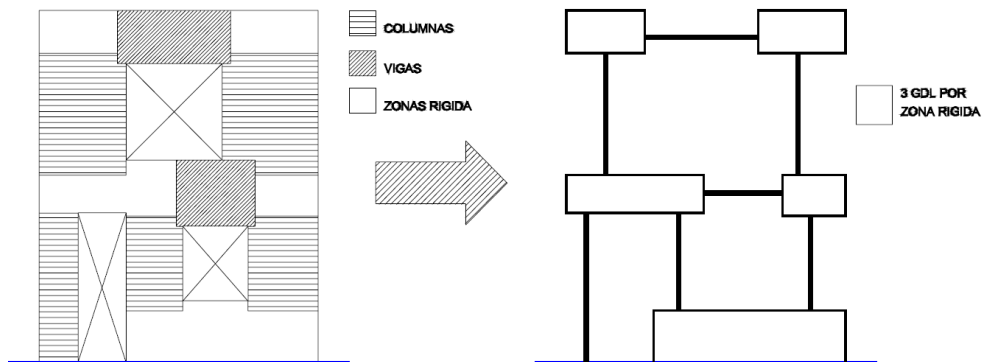 COLUMNAS
VIGAS
ZONAS RIGIDA
3 GDL POR
ZONA RIGIDA